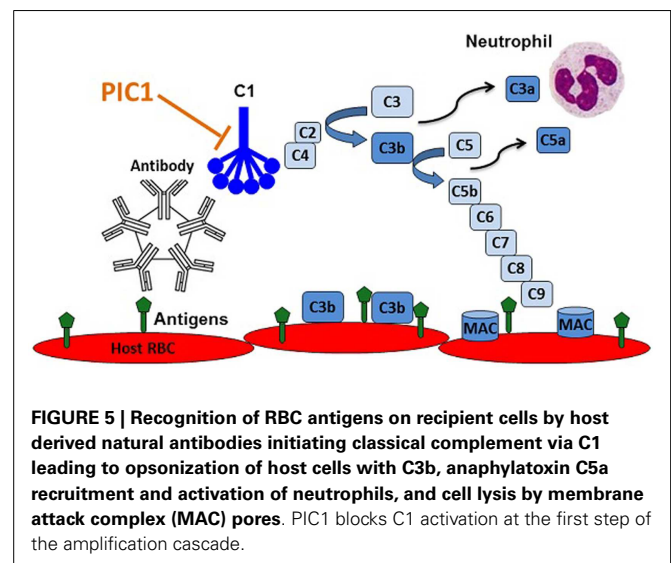 Neutrophil
PIC1
C1
C3
C3a
C2
C4
C3b
C5
C5a
Antibody
C5b
C6
C7
C8
C9
C3b
C3b
MAC
MAC
Antigens
Host RBC
FIGURE 5 | Recognition of RBC antigens on recipient cells by host
derived natural antibodies initiating classical complement via C1
leading to opsonization of host cells with C3b, anaphylatoxin C5a
recruitment and activation of neutrophils, and cell lysis by membrane
attack complex (MAC) pores. PIC1 blocks C1 activation at the first step of
the amplification cascade.